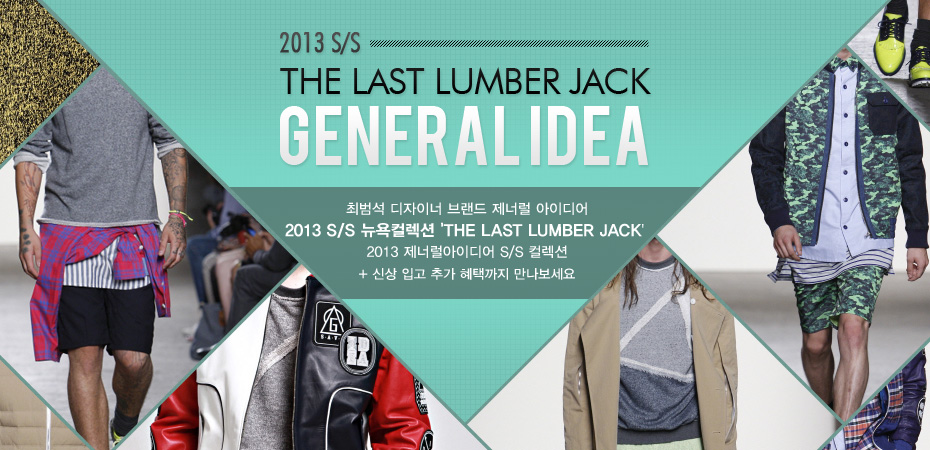 2013 S/S
THE LAST LUMBER JACK
GENERAL IDEA
최범석 디자이너 브랜드 제너럴 아이디어
2013 S/S 뉴욕컬렉션 'THE LAST LUMBER JACK'
2013 제너럴아이디어 S/S 컬렉션
+ 신상 입고 추가 혜택까지 만나보세요